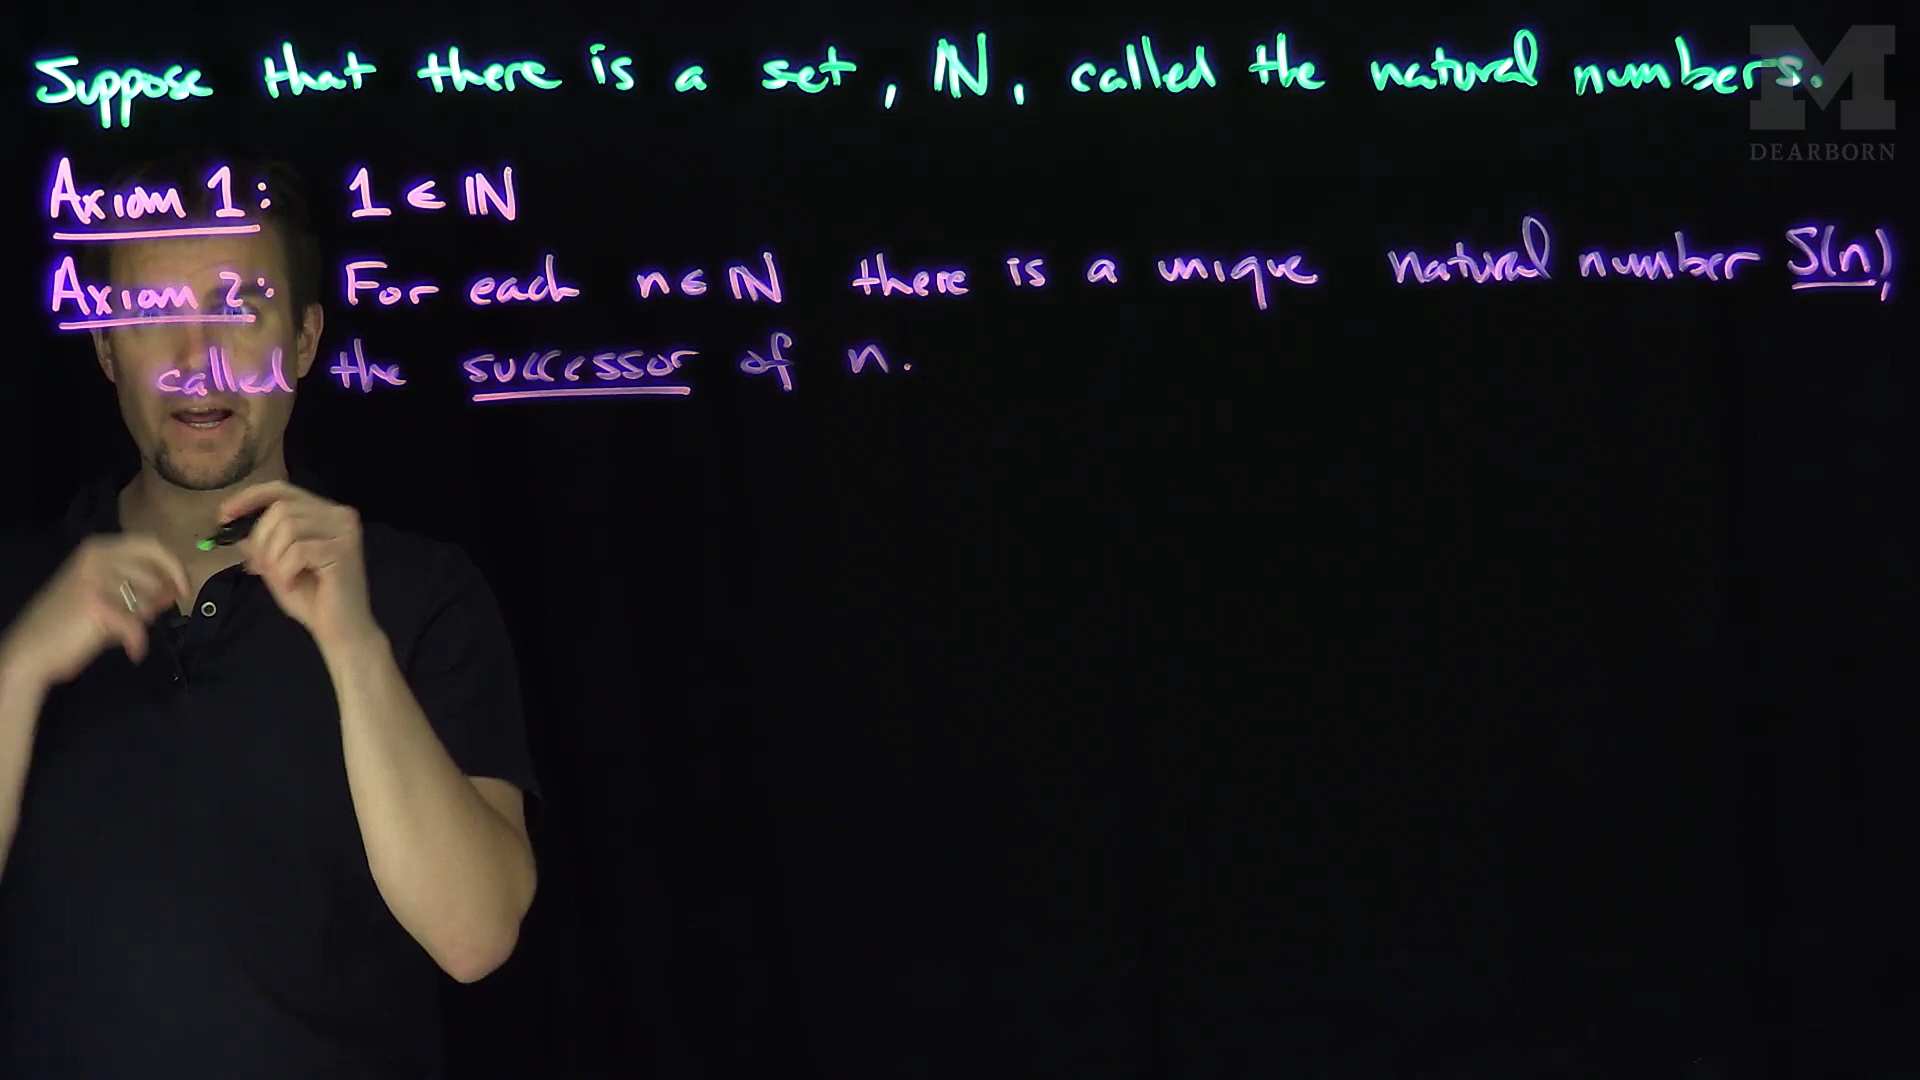 Suppose that there is a set, ℕ, called the natural numbers.
M
DEARBORN
Axiom 1: 1 ∈ ℕ
Axiom 2: For each n ∈ ℕ there is a unique natural number S(n),
called the successor of n.